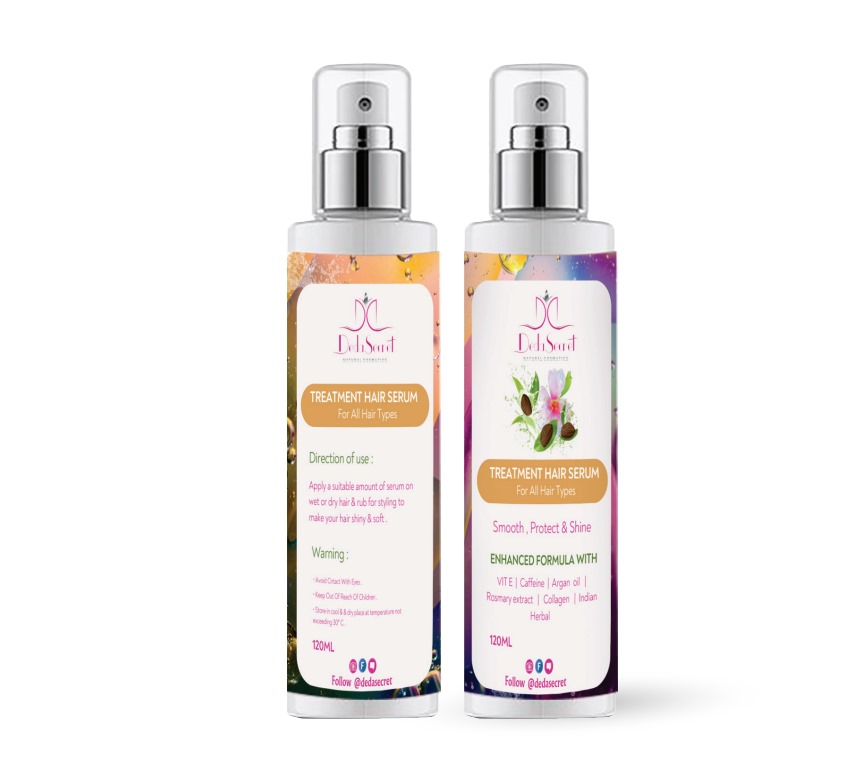 DedaSecret
NATURAL COSMETICS
TREATMENT HAIR SERUM
For All Hair Types
Direction of use :
Apply a suitable amount of serum on
wet or dry hair & rub for styling to
make your hair shiny & soft .
Warning :
- Avoid Cintact With Eyes .
- Keep Out Of Reach Of Children .
- Strore in cool & & dry place at temperature not
exceeding 30° C .
120ML
Follow @dedasecret
DedaSecret
NATURAL COSMETICS
TREATMENT HAIR SERUM
For All Hair Types
Smooth , Protect & Shine
ENHANCED FORMULA WITH
VIT E | Caffeine | Argan oil |
Rosmary extract | Collagen | Indian
Herbal
120ML
Follow @dedasecret